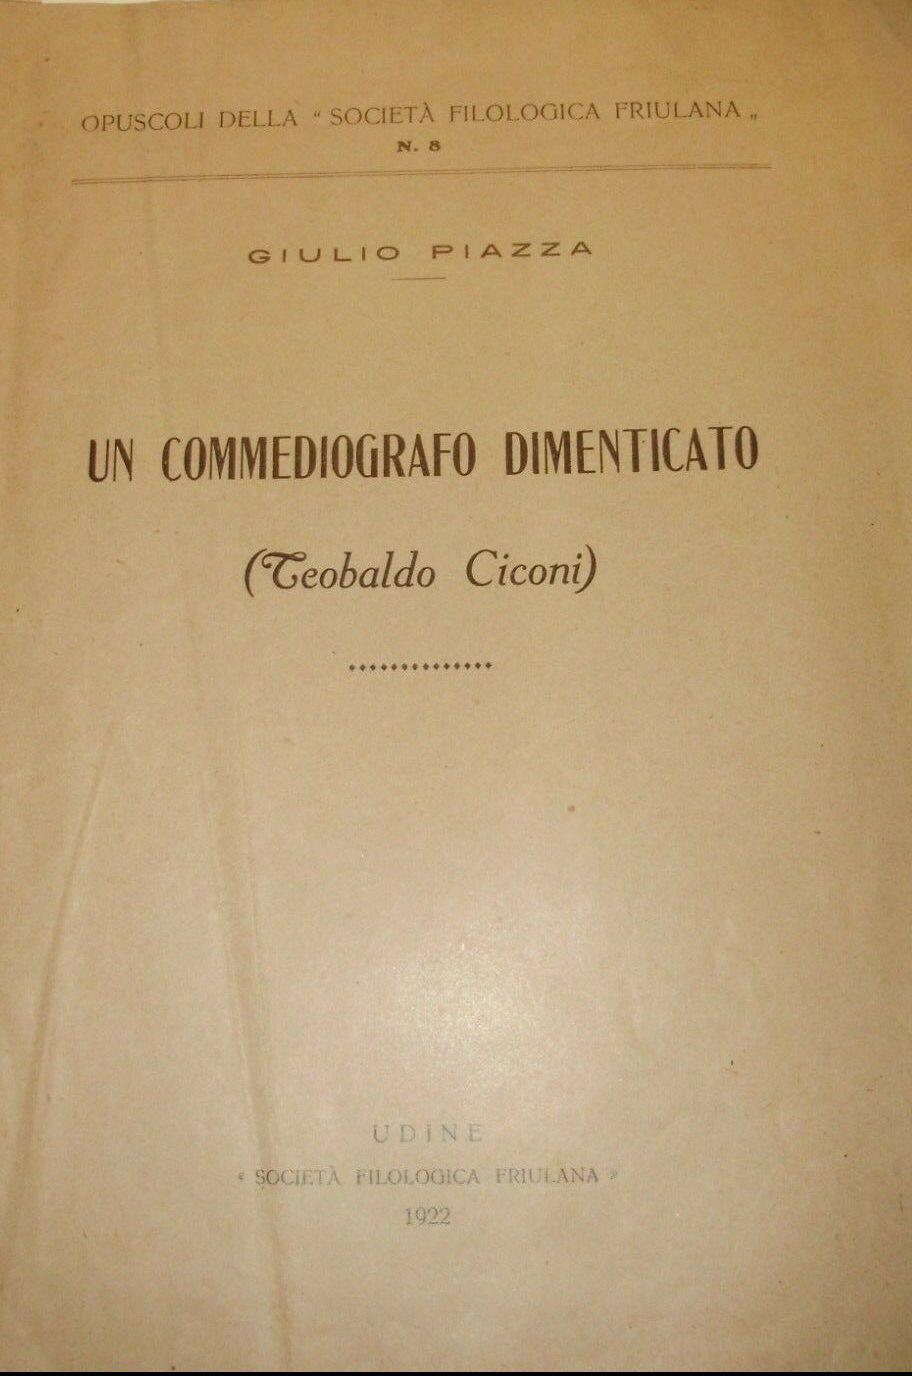 OPUSCOLI DELLA “ SOCIETÀ FILOLOGICA FRIULANA „
N. 8
GIULIO PIAZZA
UN COMMEDIOGRAFO DIMENTICATO
(Teobaldo Ciconi)
UDINE
« SOCIETÀ FILOLOGICA FRIULANA »
1922